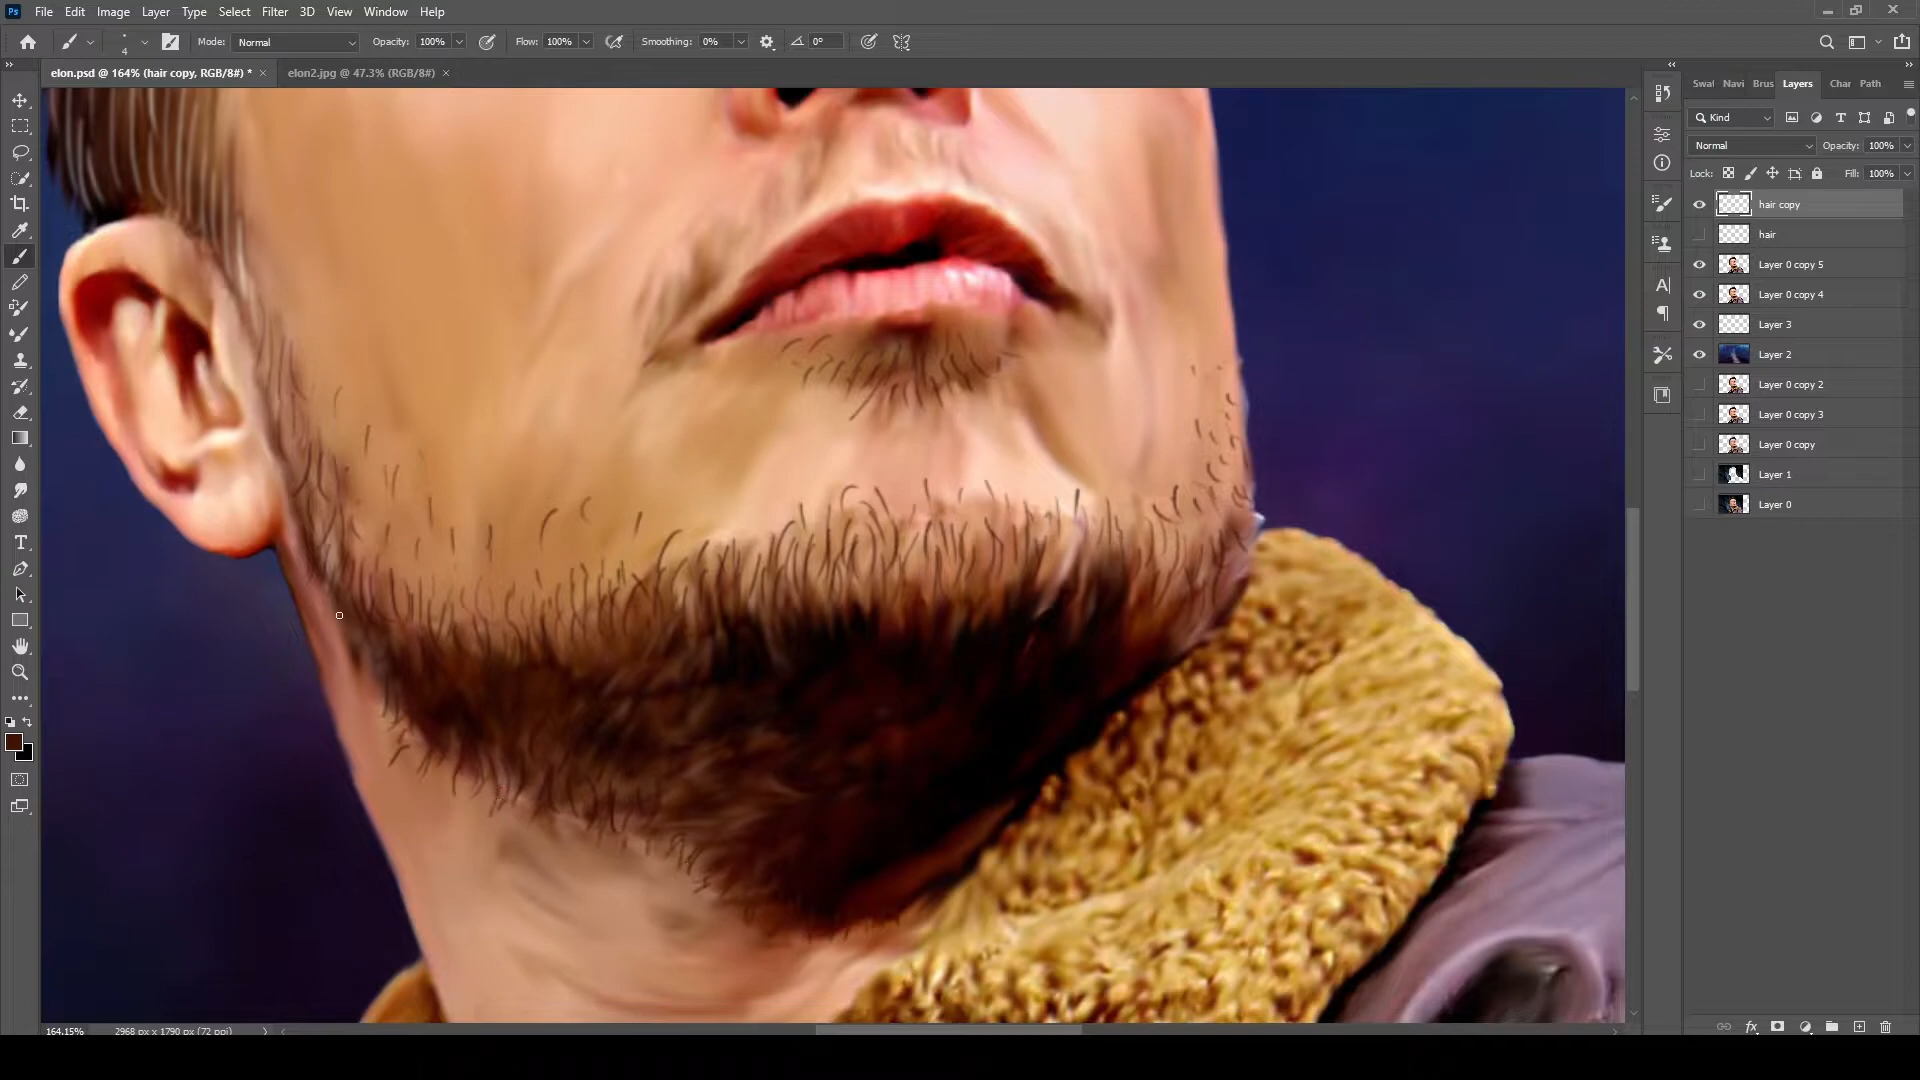 Ps File Edit Image Layer Type Select Filter 3D View Window Help
4 Mode: Normal Opacity: 100% Flow: 100% Smoothing: 0% 0°
elon.psd @ 164% (hair copy, RGB/8#) * × elon2.jpg @ 47.3% (RGB/8#) ×
Swat Navi Brus Layers Char Path
Kind
Normal Opacity: 100%
Lock: Fill: 100%
hair copy
hair
Layer 0 copy 5
Layer 0 copy 4
Layer 3
Layer 2
Layer 0 copy 2
Layer 0 copy 3
Layer 0 copy
Layer 1
Layer 0
164.15% 2968 px x 1790 px (72 ppi)